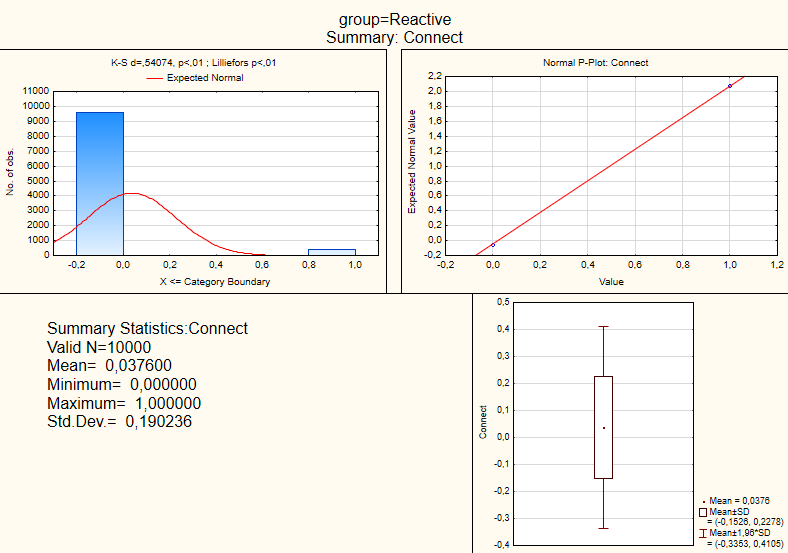 group=Reactive
Summary: Connect
K-S d=,54074, p<,01 ; Lilliefors p<,01
Expected Normal
11000
10000
9000
8000
7000
6000
5000
4000
3000
2000
1000
0
No. of obs.
-0,2 0,0 0,2 0,4 0,6 0,8 1,0
X <= Category Boundary
Normal P-Plot: Connect
2,2
2,0
1,8
1,6
1,4
1,2
1,0
0,8
0,6
0,4
0,2
0,0
-0,2
Expected Normal Value
-0,2 0,0 0,2 0,4 0,6 0,8 1,0 1,2
Value
Summary Statistics:Connect
Valid N=10000
Mean= 0,037600
Minimum= 0,000000
Maximum= 1,000000
Std.Dev.= 0,190236
0,5
0,4
0,3
0,2
0,1
0,0
-0,1
-0,2
-0,3
-0,4
Connect
Mean = 0,0376
Mean±SD
= (-0,1526, 0,2278)
Mean±1,96*SD
= (-0,3353, 0,4105)